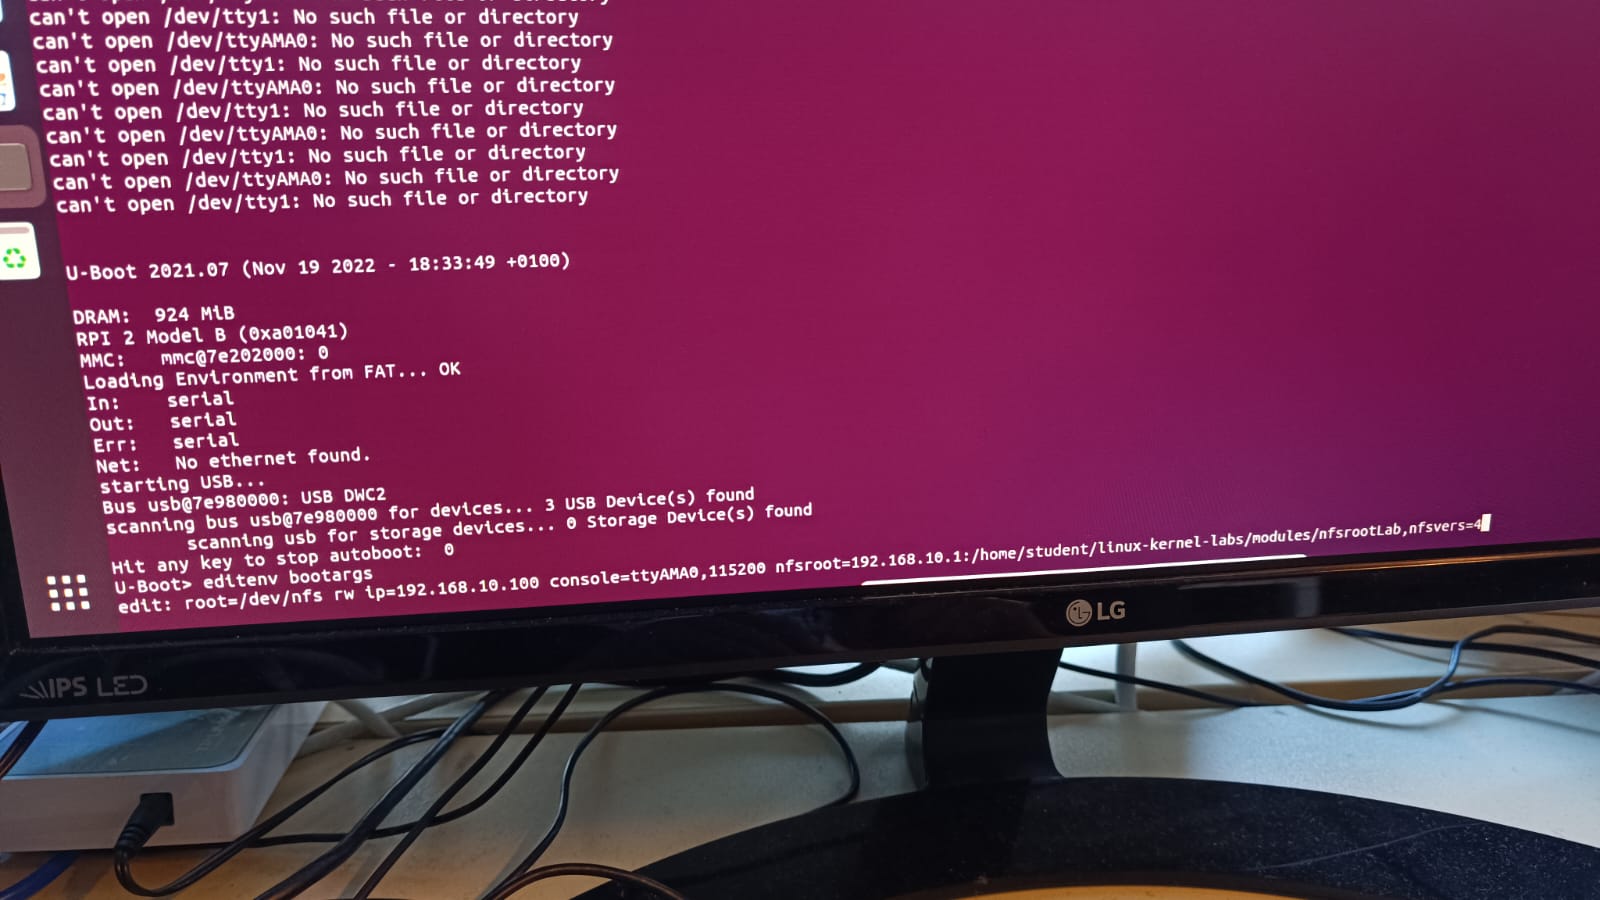 can't open /dev/tty1: No such file or directory
can't open /dev/ttyAMA0: No such file or directory
can't open /dev/tty1: No such file or directory
can't open /dev/ttyAMA0: No such file or directory
can't open /dev/tty1: No such file or directory
can't open /dev/ttyAMA0: No such file or directory
can't open /dev/tty1: No such file or directory
can't open /dev/ttyAMA0: No such file or directory
can't open /dev/tty1: No such file or directory
U-Boot 2021.07 (Nov 19 2022 - 18:33:49 +0100)
DRAM:  924 MiB
RPI 2 Model B (0xa01041)
MMC:   mmc@7e202000: 0
Loading Environment from FAT... OK
In:    serial
Out:   serial
Err:   serial
Net:   No ethernet found.
starting USB...
Bus usb@7e980000: USB DWC2
scanning bus usb@7e980000 for devices... 3 USB Device(s) found
       scanning usb for storage devices... 0 Storage Device(s) found
Hit any key to stop autoboot:  0
U-Boot> editenv bootargs
edit: root=/dev/nfs rw ip=192.168.10.100 console=ttyAMA0,115200 nfsroot=192.168.10.1:/home/student/linux-kernel-labs/modules/nfsrootLab,nfsvers=4
LG
IPS LED